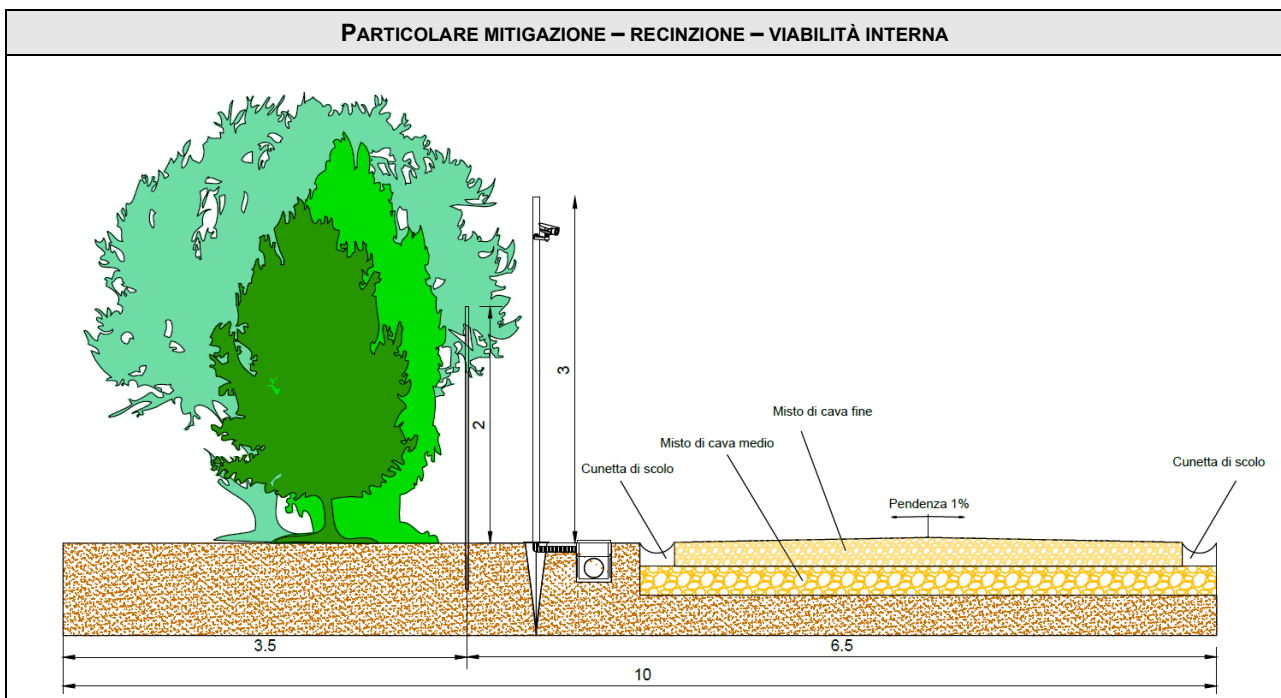 PARTICOLARE MITIGAZIONE – RECINZIONE – VIABILITÀ INTERNA
3
2
Misto di cava fine
Misto di cava medio
Cunetta di scolo
Cunetta di scolo
Pendenza 1%
3.5
6.5
10